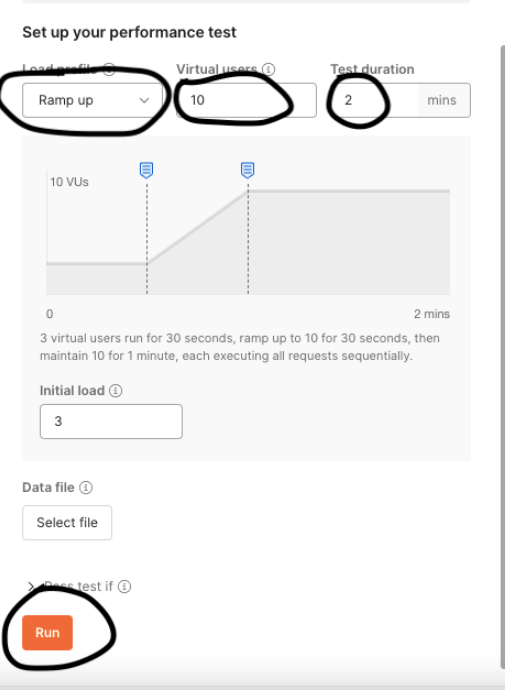 Set up your performance test
Load profile Virtual users Test duration
Ramp up 10 2 mins
10 VUs
0 2 mins
3 virtual users run for 30 seconds, ramp up to 10 for 30 seconds, then
maintain 10 for 1 minute, each executing all requests sequentially.
Initial load
3
Data file
Select file
Pass test if
Run